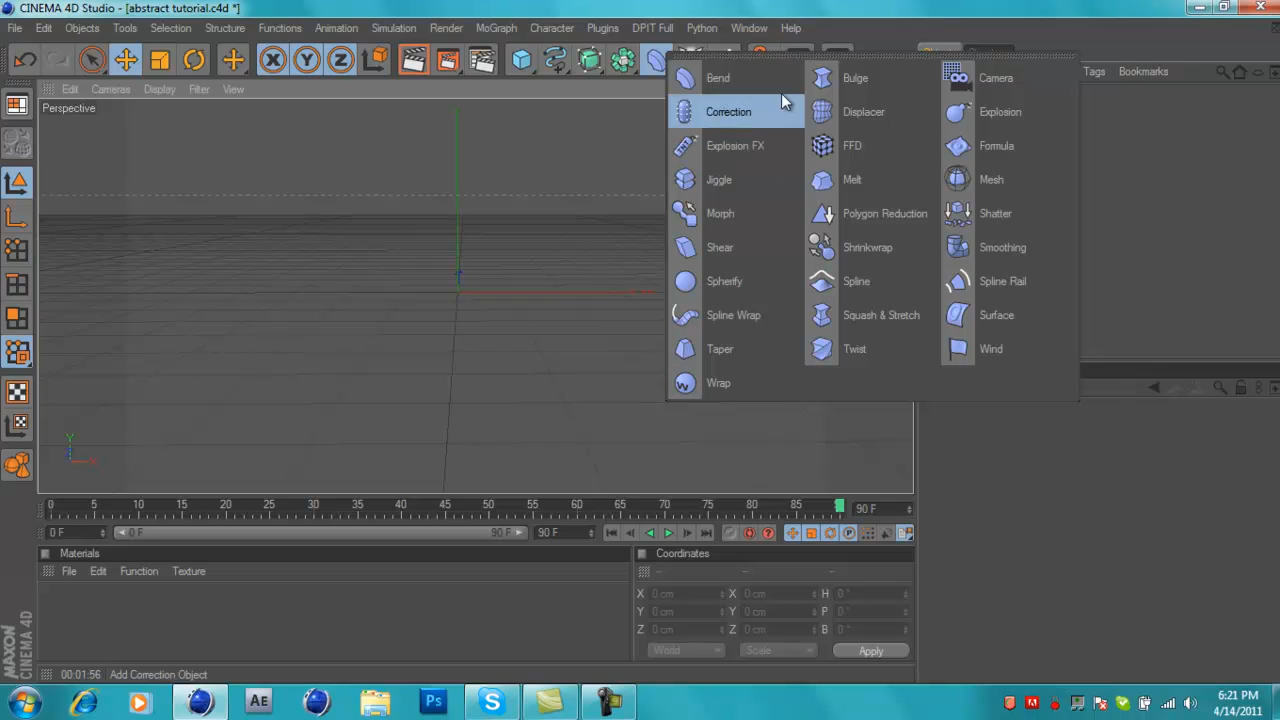 CINEMA 4D Studio - [abstract tutorial.c4d *]
File Edit Objects Tools Selection Structure Functions Animation Simulation Render MoGraph Character Plugins DPIT Full Python Window Help
X Y Z
Edit Cameras Display Filter View
Tags Bookmarks
Perspective
Bend Bulge Camera
Correction Displacer Explosion
Explosion FX FFD Formula
Jiggle Melt Mesh
Morph Polygon Reduction Shatter
Shear Shrinkwrap Smoothing
Spherify Spline Spline Rail
Spline Wrap Squash & Stretch Surface
Taper Twist Wind
Wrap
Y
0 5 10 15 20 25 30 35 40 45 50 55 60 65 70 75 80 85 90 F
0 F 0 F 90 F 90 F
Materials Coordinates
File Edit Function Texture
X 0 cm X 0 cm H 0 °
Y 0 cm Y 0 cm P 0 °
Z 0 cm Z 0 cm B 0 °
World Scale Apply
MAXON CINEMA 4D
00:01:56 Add Correction Object
AE Ps S
6:21 PM
4/14/2011